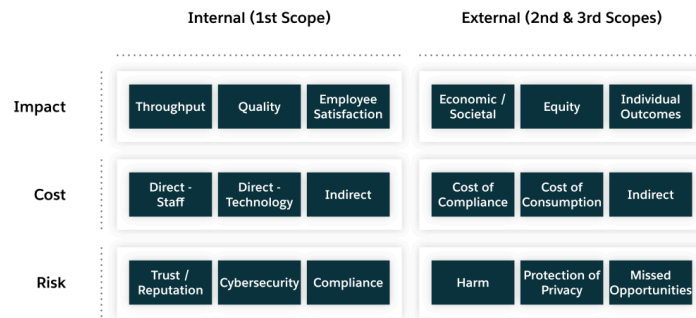 Internal (1st Scope)
External (2nd & 3rd Scopes)
Impact
Throughput
Quality
Employee
Satisfaction
Economic /
Societal
Equity
Individual
Outcomes
Cost
Direct -
Staff
Direct -
Technology
Indirect
Cost of
Compliance
Cost of
Consumption
Indirect
Risk
Trust /
Reputation
Cybersecurity
Compliance
Harm
Protection of
Privacy
Missed
Opportunities